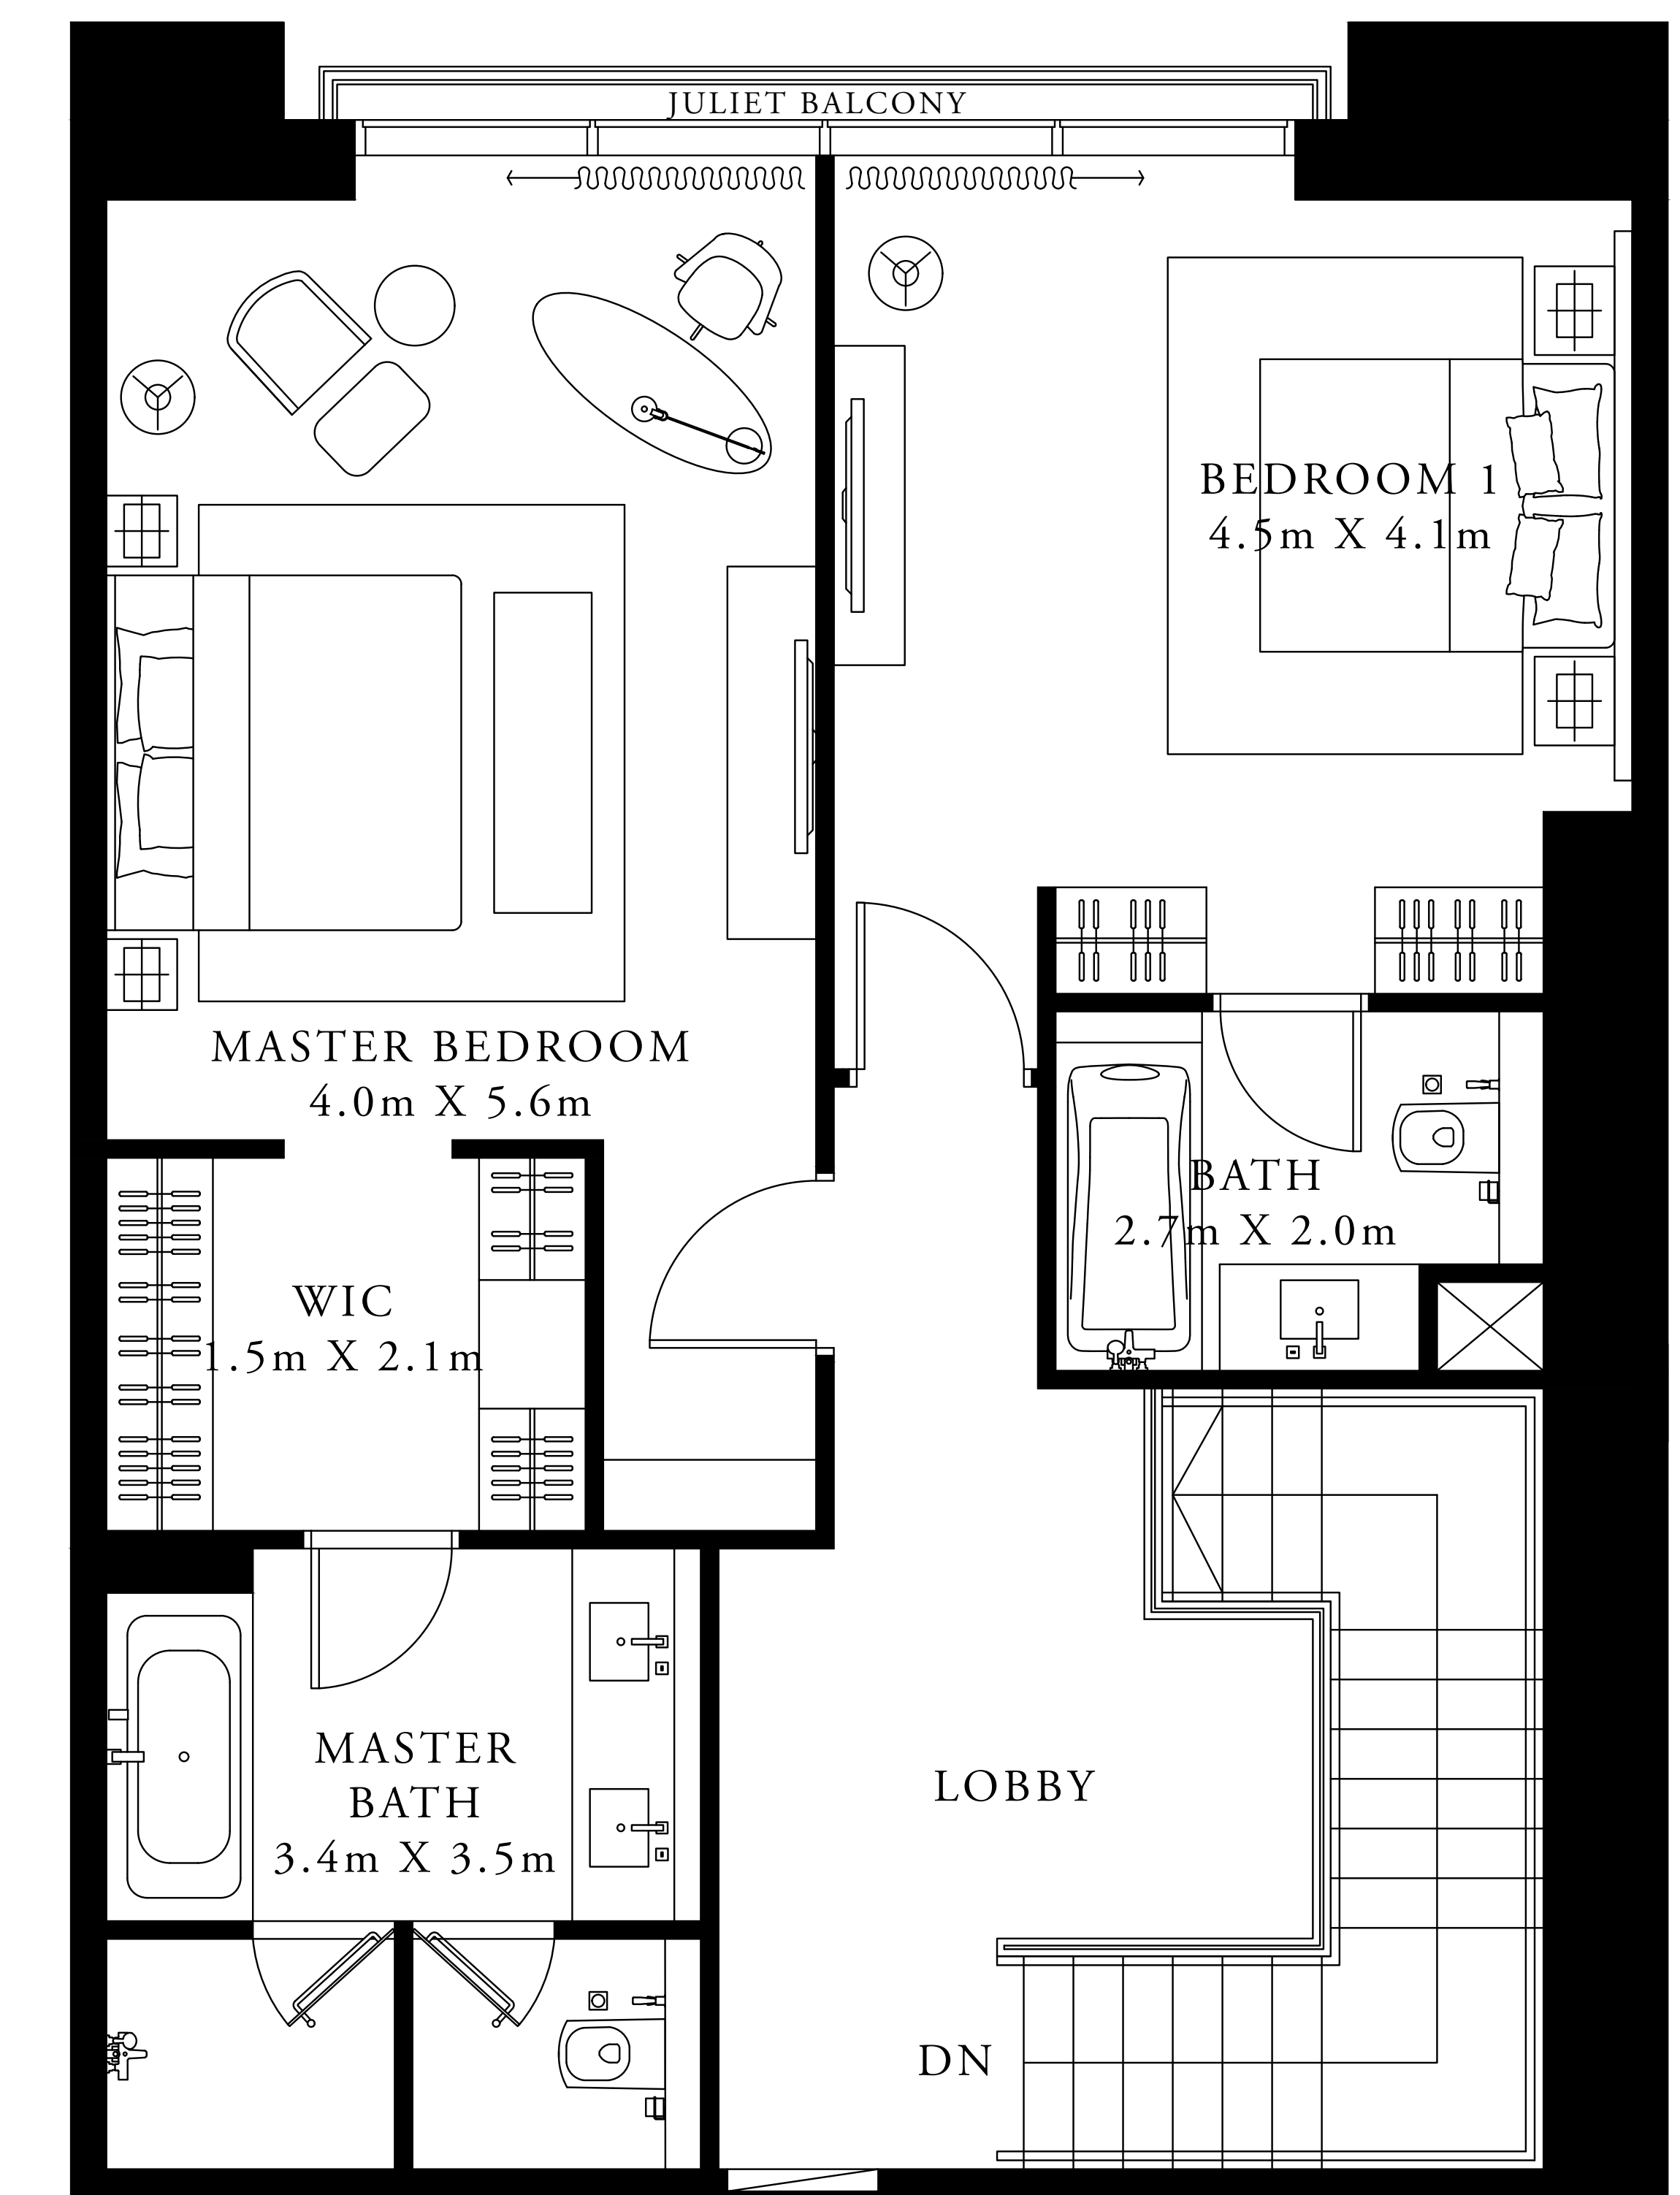 JULIET BALCONY
BEDROOM 1
4.5m X 4.1m
MASTER BEDROOM
4.0m X 5.6m
BATH
2.7m X 2.0m
WIC
1.5m X 2.1m
MASTER
BATH
3.4m X 3.5m
LOBBY
DN